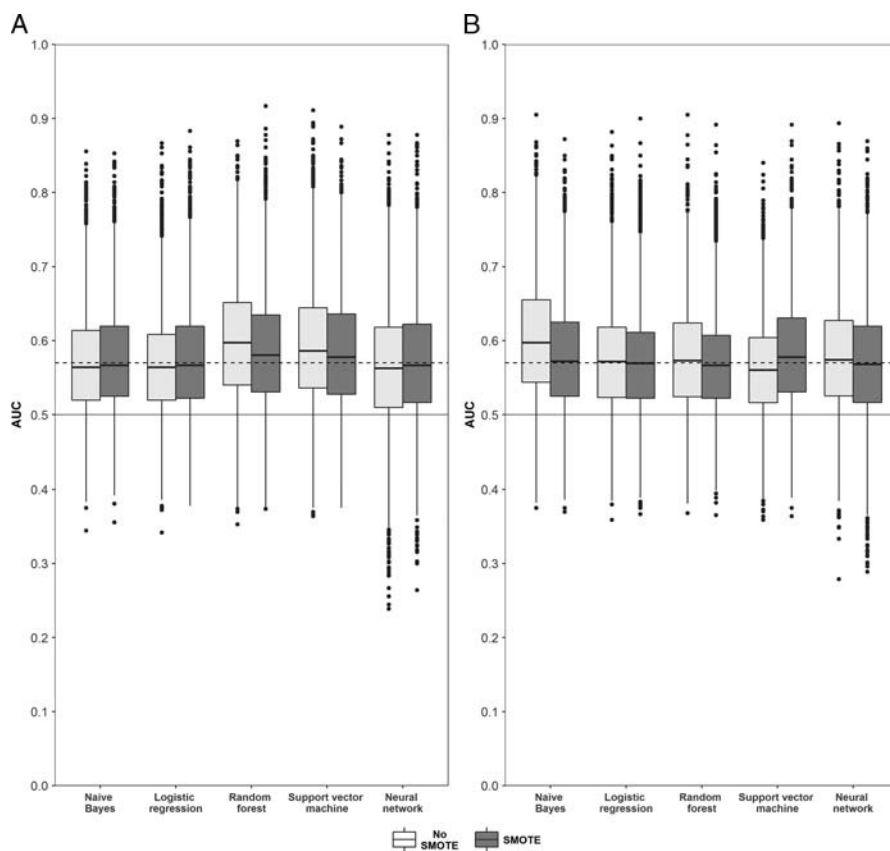 A
B
1.0
0.9
0.8
0.7
0.6
0.5
0.4
0.3
0.2
0.1
0.0
AUC
Naive
Bayes
Logistic
regression
Random
forest
Support vector
machine
Neural
network
1.0
0.9
0.8
0.7
0.6
0.5
0.4
0.3
0.2
0.1
0.0
AUC
Naive
Bayes
Logistic
regression
Random
forest
Support vector
machine
Neural
network
No
SMOTE
SMOTE